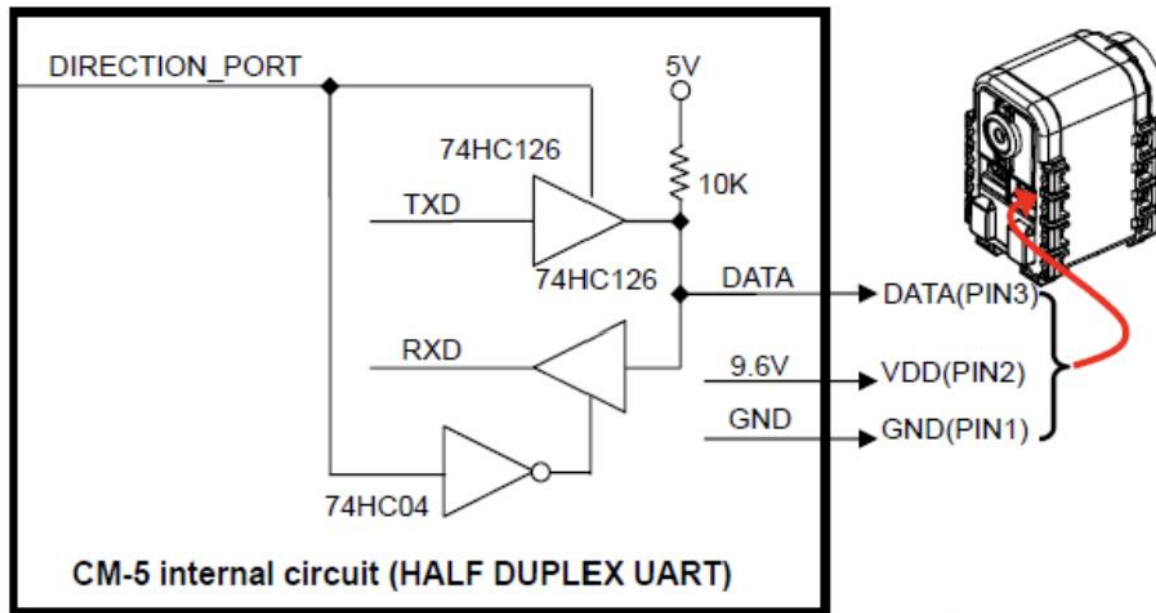 DIRECTION_PORT
5V
74HC126
10K
TXD
74HC126
DATA
DATA(PIN3)
RXD
9.6V
VDD(PIN2)
GND
GND(PIN1)
74HC04
CM-5 internal circuit (HALF DUPLEX UART)